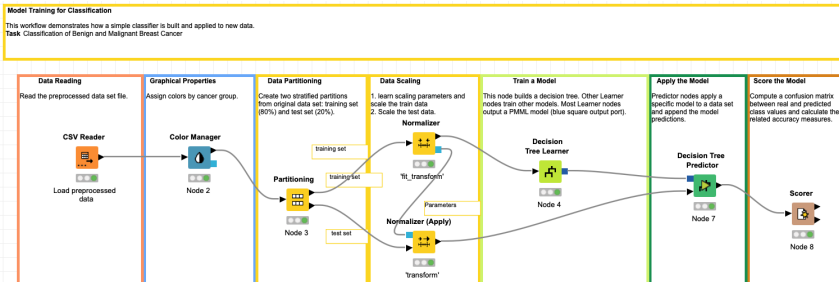 Model Training for Classification
This workflow demonstrates how a simple classifier is built and applied to new data.
Task Classification of Benign and Malignant Breast Cancer
Data Reading
Read the preprocessed data set file.
CSV Reader
Load preprocessed
data
Graphical Properties
Assign colors by cancer group.
Color Manager
Node 2
Data Partitioning
Create two stratified partitions
from original data set: training set
(80%) and test set (20%).
training set
training set
Partitioning
Node 3
test set
Data Scaling
1. learn scaling parameters and
scale the train data
2. Scale the test data.
Normalizer
'fit_transform'
Parameters
Normalizer (Apply)
'transform'
Train a Model
This node builds a decision tree. Other Learner
nodes train other models. Most Learner nodes
output a PMML model (blue square output port).
Decision
Tree Learner
Node 4
Apply the Model
Predictor nodes apply a
specific model to a data set
and append the model
predictions.
Decision Tree
Predictor
Node 7
Score the Model
Compute a confusion matrix
between real and predicted
class values and calculate the
related accuracy measures.
Scorer
Node 8